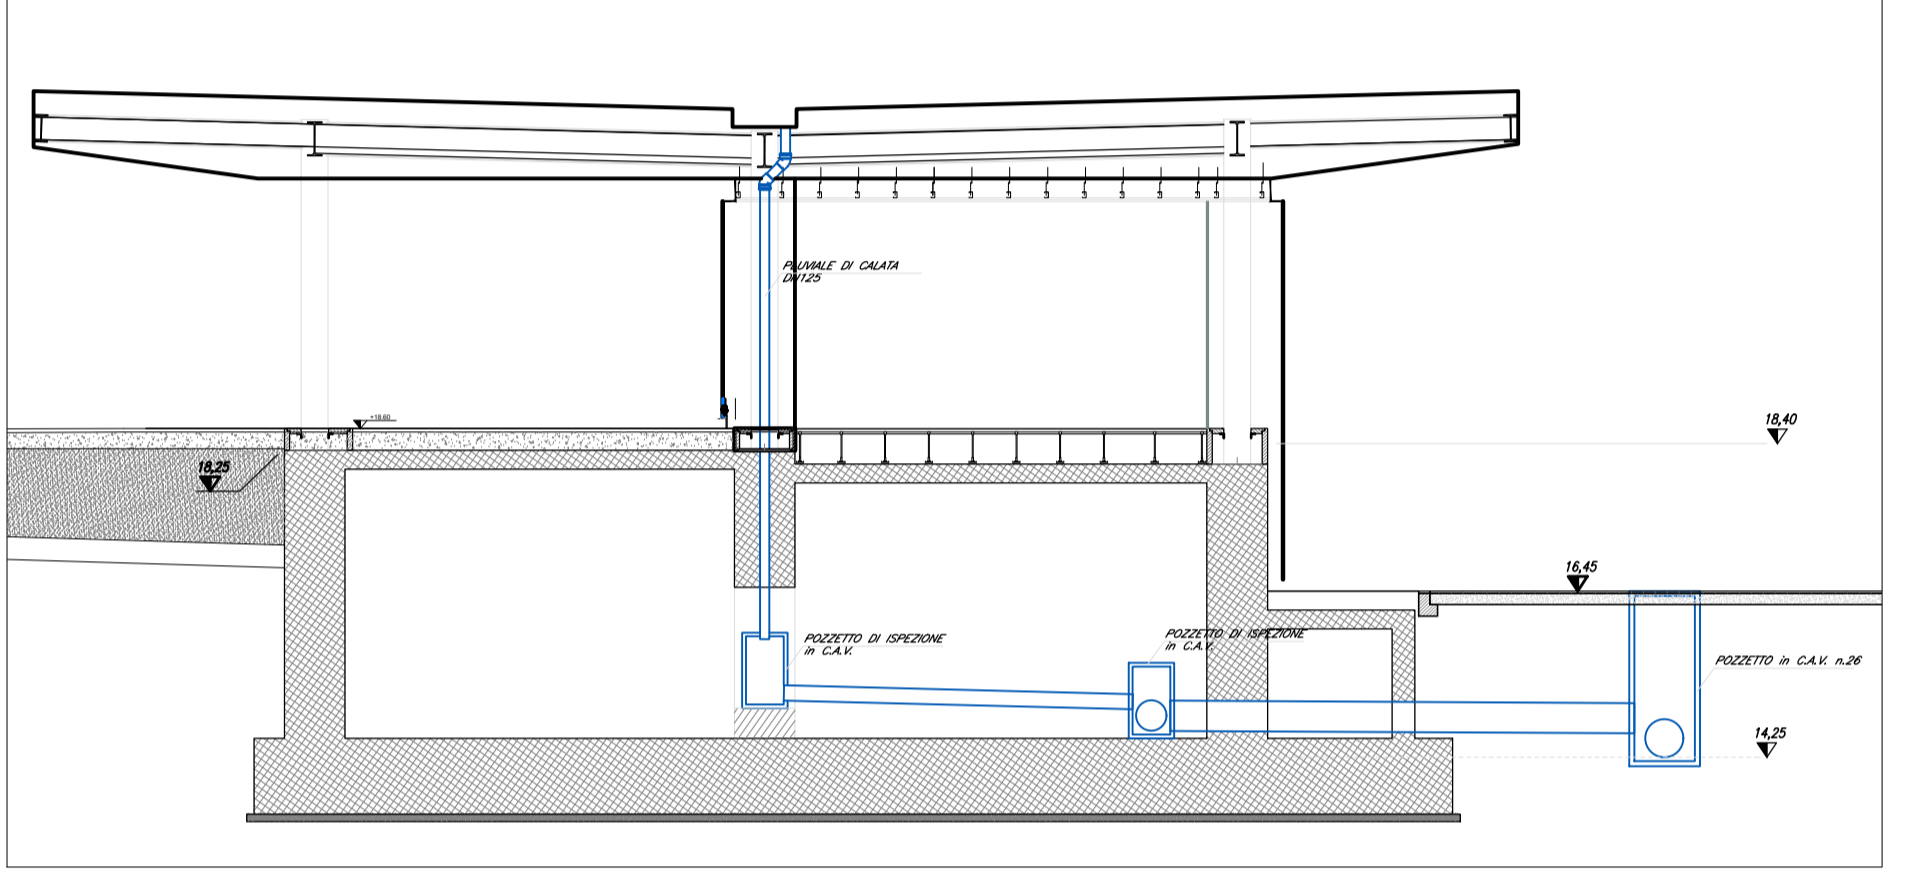 PLUVIALE DI CALATA
DN125
+18.60
18,40
18,25
16,45
POZZETTO DI ISPEZIONE
in C.A.V.
POZZETTO DI ISPEZIONE
in C.A.V.
POZZETTO in C.A.V. n.26
14,25